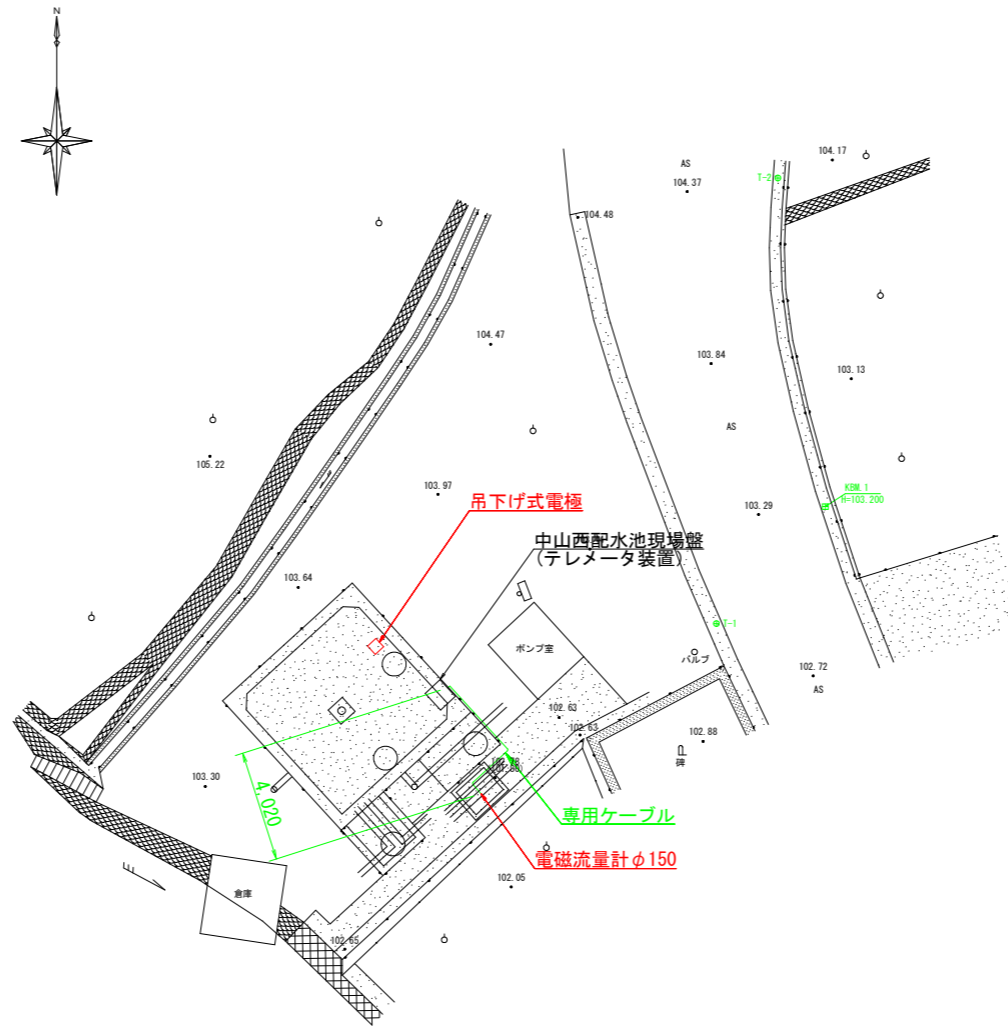 N
AS
104.37
104.17
T-2
104.48
104.47
103.84
103.13
AS
105.22
103.97
吊下げ式電極
103.29
KBM.1
H=103.200
中山西配水池現場盤
(テレメータ装置)
103.64
T-1
ポンプ室
バルブ
102.72
AS
102.63
102.63
102.88
碑
102.78
103.30
4,020
専用ケーブル
電磁流量計φ150
102.05
倉庫
102.65